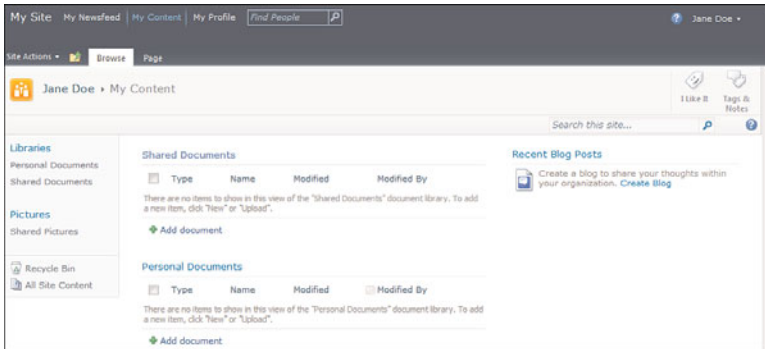 My Site My Newsfeed | My Content | My Profile Find People
Jane Doe
Site Actions Browse Page
Jane Doe › My Content
I Like It Tags &
Notes
Search this site...
Libraries
Personal Documents
Shared Documents
Pictures
Shared Pictures
Recycle Bin
All Site Content
Shared Documents
Type Name Modified Modified By
There are no items to show in this view of the "Shared Documents" document library. To add
a new item, click "New" or "Upload".
Add document
Personal Documents
Type Name Modified Modified By
There are no items to show in this view of the "Personal Documents" document library. To add
a new item, click "New" or "Upload".
Add document
Recent Blog Posts
Create a blog to share your thoughts within
your organization. Create Blog